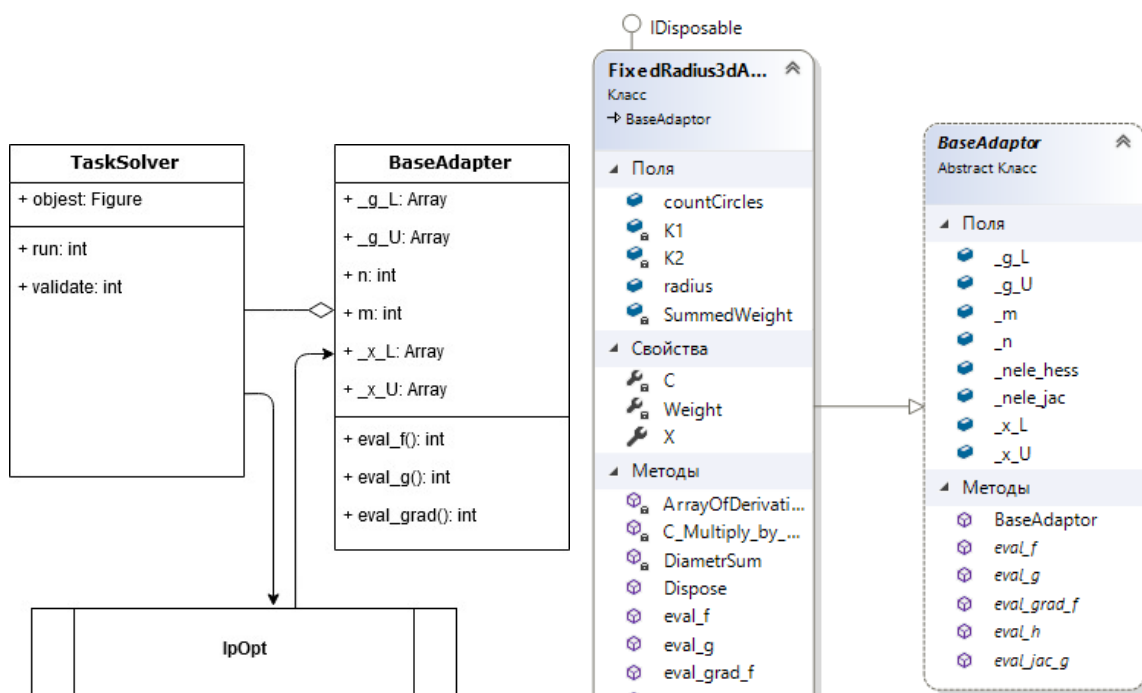 TaskSolver
+ objest: Figure
+ run: int
+ validate: int
BaseAdapter
+ _g_L: Array
+ _g_U: Array
+ n: int
+ m: int
+ _x_L: Array
+ _x_U: Array
+ eval_f(): int
+ eval_g(): int
+ eval_grad(): int
IpOpt
IDisposable
FixedRadius3dA...
Класс
BaseAdaptor
Поля
countCircles
K1
K2
radius
SummedWeight
Свойства
C
Weight
X
Методы
ArrayOfDerivati...
C_Multiply_by_...
DiametrSum
Dispose
eval_f
eval_g
eval_grad_f
BaseAdaptor
Abstract Класс
Поля
_g_L
_g_U
_m
_n
_nele_hess
_nele_jac
_x_L
_x_U
Методы
BaseAdaptor
eval_f
eval_g
eval_grad_f
eval_h
eval_jac_g